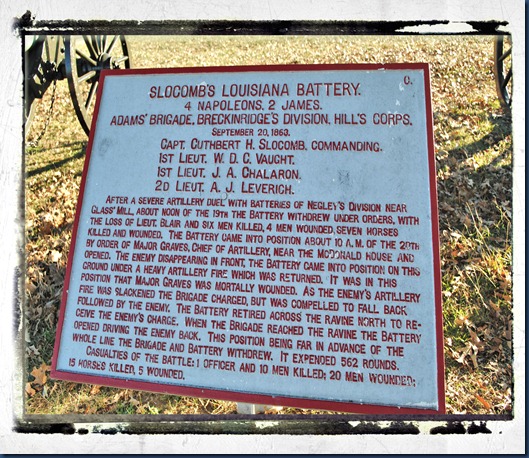 C.
SLOCOMB'S LOUISIANA BATTERY.
4 NAPOLEONS. 2 JAMES.
ADAMS' BRIGADE, BRECKINRIDGE'S DIVISION, HILL'S CORPS.
SEPTEMBER 20, 1863.
CAPT. CUTHBERT H. SLOCOMB, COMMANDING.
1ST LIEUT. W. D. C. VAUGHT.
1ST LIEUT. J. A. CHALARON.
2D LIEUT. A. J. LEVERICH.
AFTER A SEVERE ARTILLERY DUEL WITH BATTERIES OF NEGLEY'S DIVISION NEAR
GLASS' MILL, ABOUT NOON OF THE 19TH THE BATTERY WITHDREW UNDER ORDERS, WITH
THE LOSS OF LIEUT. BLAIR AND SIX MEN KILLED, 4 MEN WOUNDED, SEVEN HORSES
KILLED AND WOUNDED. THE BATTERY CAME INTO POSITION ABOUT 10 A.M. OF THE 20TH
BY ORDER OF MAJOR GRAVES, CHIEF OF ARTILLERY, NEAR THE MCDONALD HOUSE AND
OPENED. THE ENEMY DISAPPEARING IN FRONT, THE BATTERY CAME INTO POSITION ON THIS
GROUND UNDER A HEAVY ARTILLERY FIRE WHICH WAS RETURNED. IT WAS IN THIS
POSITION THAT MAJOR GRAVES WAS MORTALLY WOUNDED. AS THE ENEMY'S ARTILLERY
FIRE WAS SLACKENED THE BRIGADE CHARGED, BUT WAS COMPELLED TO FALL BACK
FOLLOWED BY THE ENEMY. THE BATTERY RETIRED ACROSS THE RAVINE NORTH TO RE-
CEIVE THE ENEMY'S CHARGE. WHEN THE BRIGADE REACHED THE RAVINE THE BATTERY
OPENED DRIVING THE ENEMY BACK. THIS POSITION BEING FAR IN ADVANCE OF THE
WHOLE LINE THE BRIGADE AND BATTERY WITHDREW. IT EXPENDED 562 ROUNDS.
CASUALTIES OF THE BATTLE: 1 OFFICER AND 10 MEN KILLED; 20 MEN WOUNDED;
15 HORSES KILLED, 5 WOUNDED.